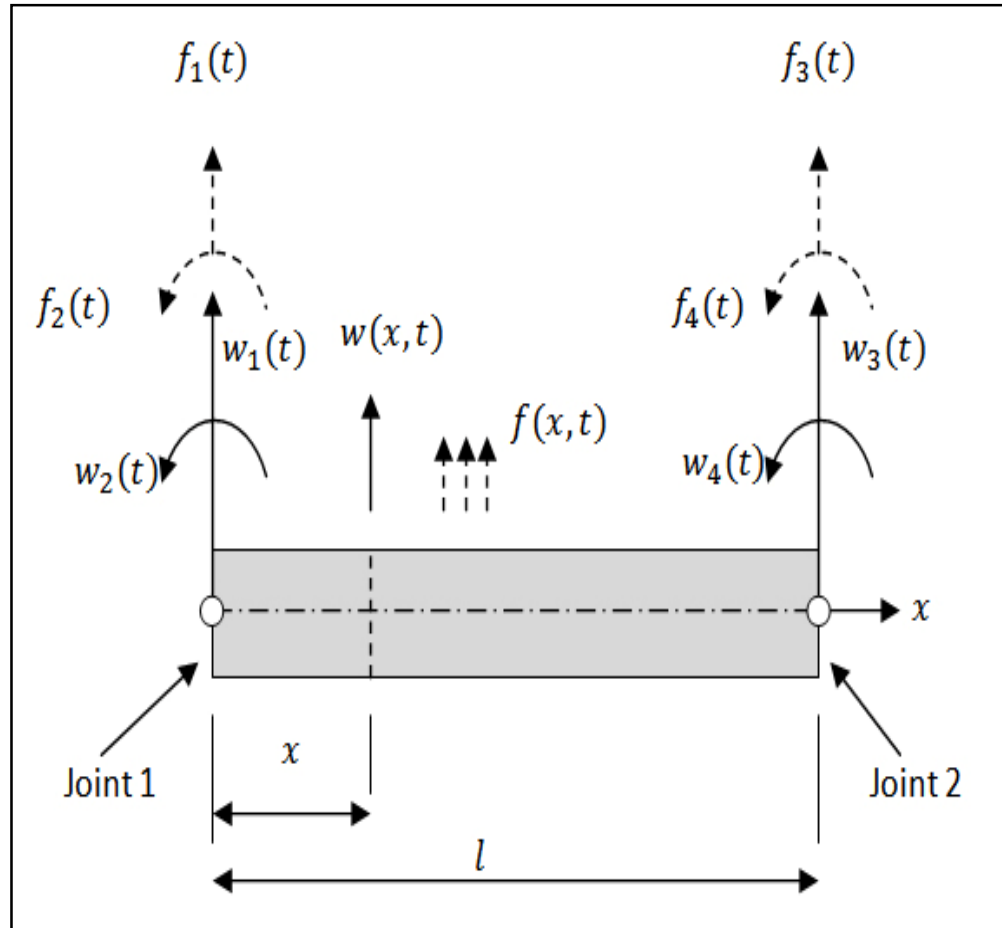 f₁(t) f₃(t)
f₂(t) f₄(t)
w₁(t) w(x,t) w₃(t)
f(x,t)
w₂(t) w₄(t)
x
x
Joint 1 Joint 2
l